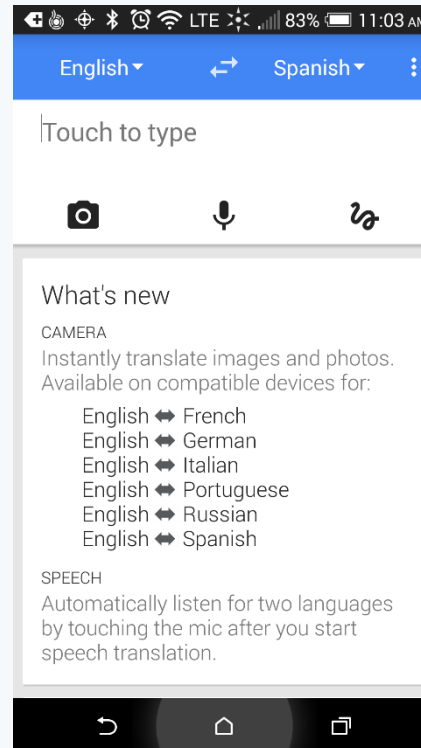 LTE 83% 11:03 AM
English Spanish
Touch to type
What's new
CAMERA
Instantly translate images and photos.
Available on compatible devices for:
English ⬌ French
English ⬌ German
English ⬌ Italian
English ⬌ Portuguese
English ⬌ Russian
English ⬌ Spanish
SPEECH
Automatically listen for two languages
by touching the mic after you start
speech translation.